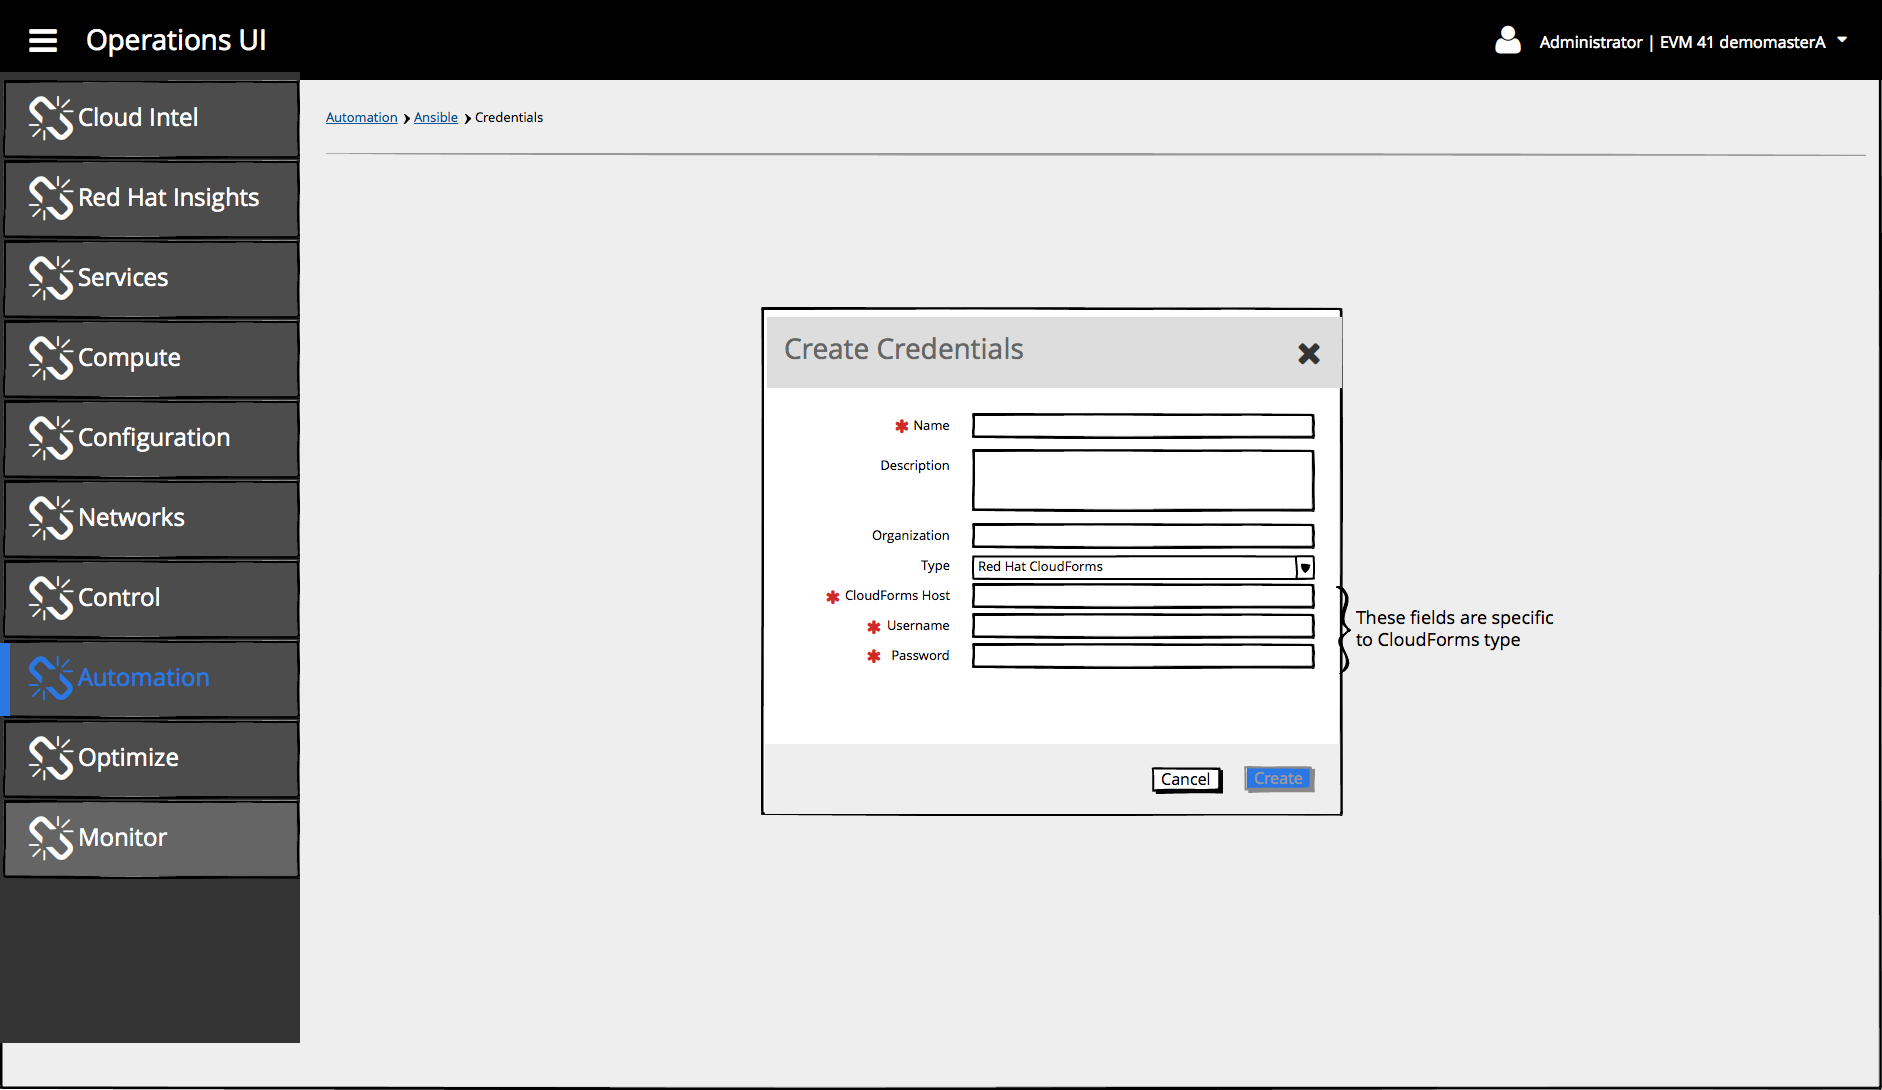 Operations UI
Administrator | EVM 41 demomasterA
Cloud Intel
Red Hat Insights
Services
Compute
Configuration
Networks
Control
Automation
Optimize
Monitor
Automation Ansible Credentials
Create Credentials
* Name
Description
Organization
Type Red Hat CloudForms
* CloudForms Host
* Username
* Password
These fields are specific
to CloudForms type
Cancel Create